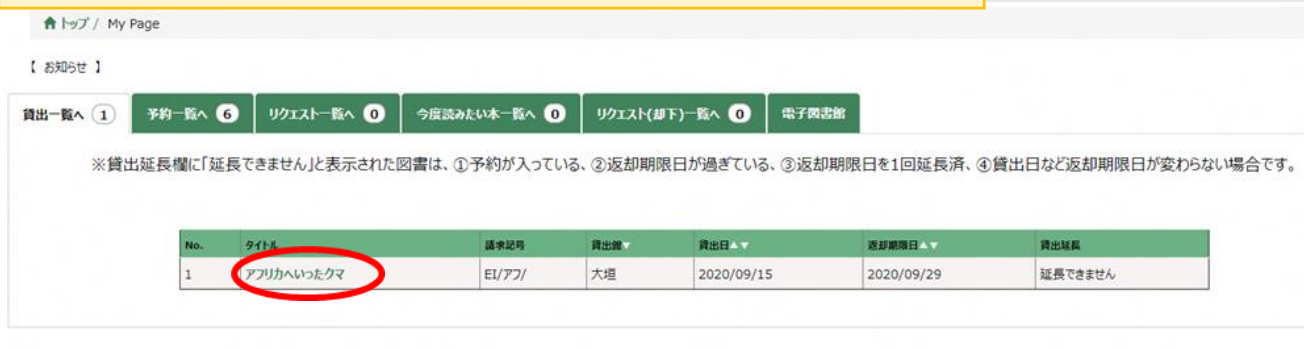 トップ / My Page
【 お知らせ 】
貸出一覧へ 1 予約一覧へ 6 リクエスト一覧へ 0 今度読みたい本一覧へ 0 リクエスト(却下)一覧へ 0 電子図書館
※貸出延長欄に「延長できません」と表示された図書は、①予約が入っている、②返却期限日が過ぎている、③返却期限日を1回延長済、④貸出日など返却期限日が変わらない場合です。
No. タイトル 請求記号 貸出館▼ 貸出日▲▼ 返却期限日▲▼ 貸出延長
1 アフリカへいったクマ EI/アフ/ 大垣 2020/09/15 2020/09/29 延長できません